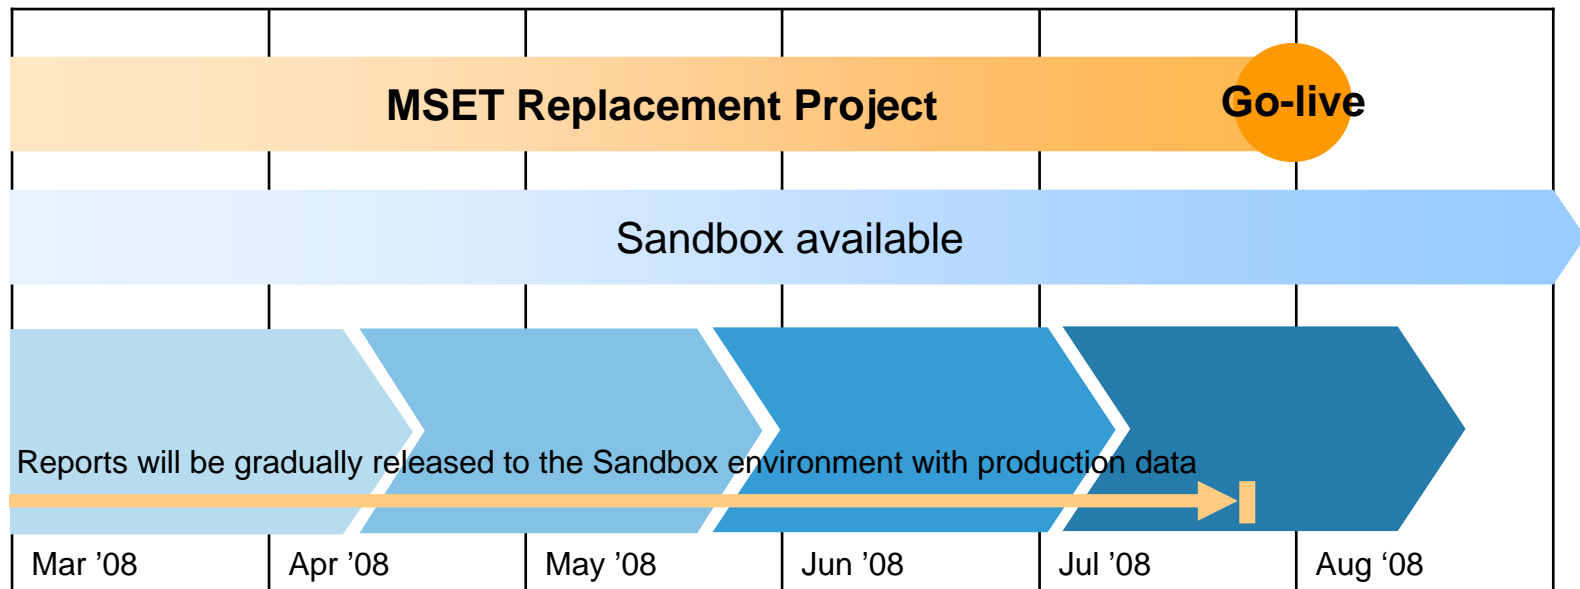 MSET Replacement Project
Go-live
Sandbox available
Reports will be gradually released to the Sandbox environment with production data
Mar ’08
Apr ’08
May ’08
Jun ’08
Jul ’08
Aug ‘08